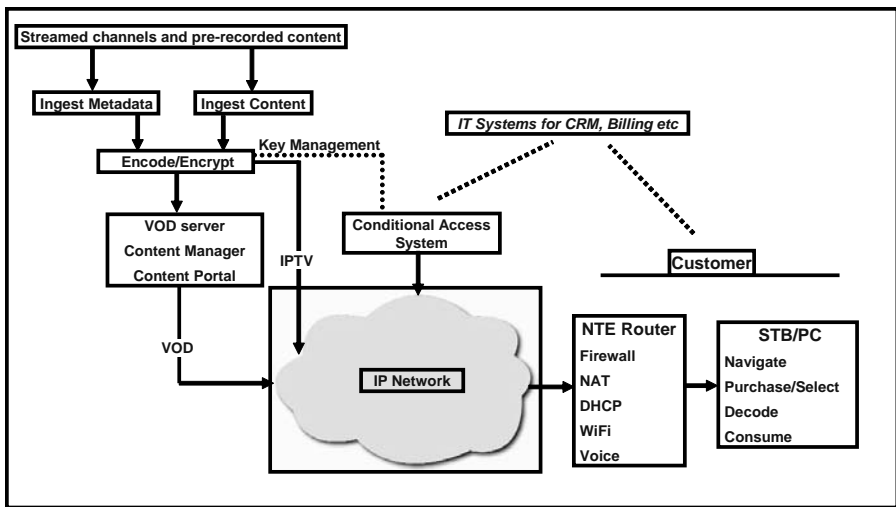 Streamed channels and pre-recorded content
Ingest Metadata
Ingest Content
IT Systems for CRM, Billing etc
Key Management
Encode/Encrypt
VOD server
Content Manager
Content Portal
Conditional Access
System
IPTV
Customer
VOD
IP Network
NTE Router
Firewall
NAT
DHCP
WiFi
Voice
STB/PC
Navigate
Purchase/Select
Decode
Consume